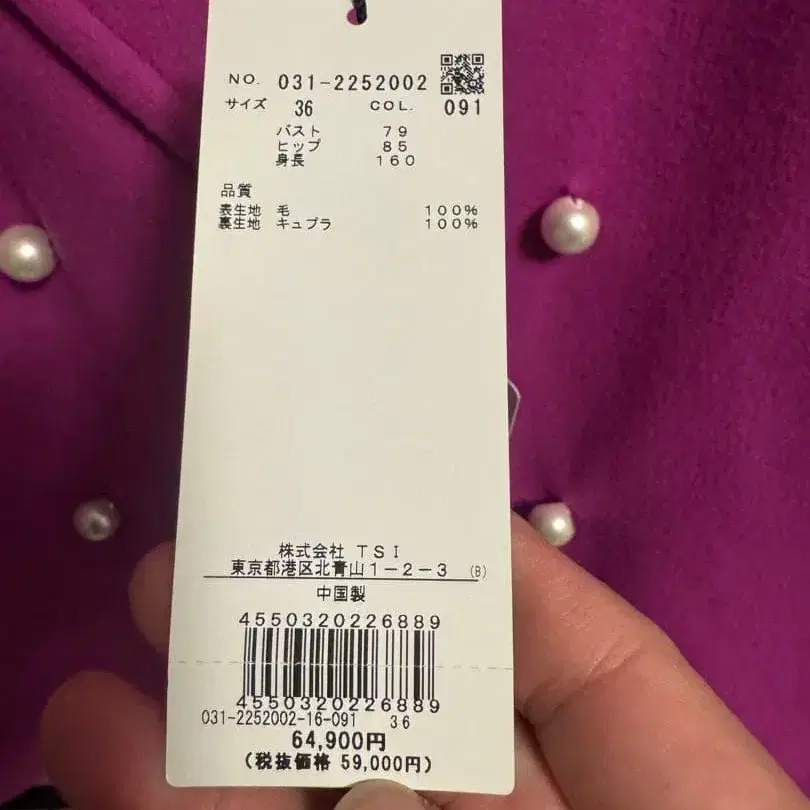 NO. 031-2252002
サイズ 36 COL. 091
バスト 79
ヒップ 85
身長 160
品質
表生地 毛 100%
裏生地 キュプラ 100%
株式会社 TSI
東京都港区北青山1-2-3 (B)
中国製
4550320226889
4550320226889
031-2252002-16-091 36
64,900円
(税抜価格 59,000円)